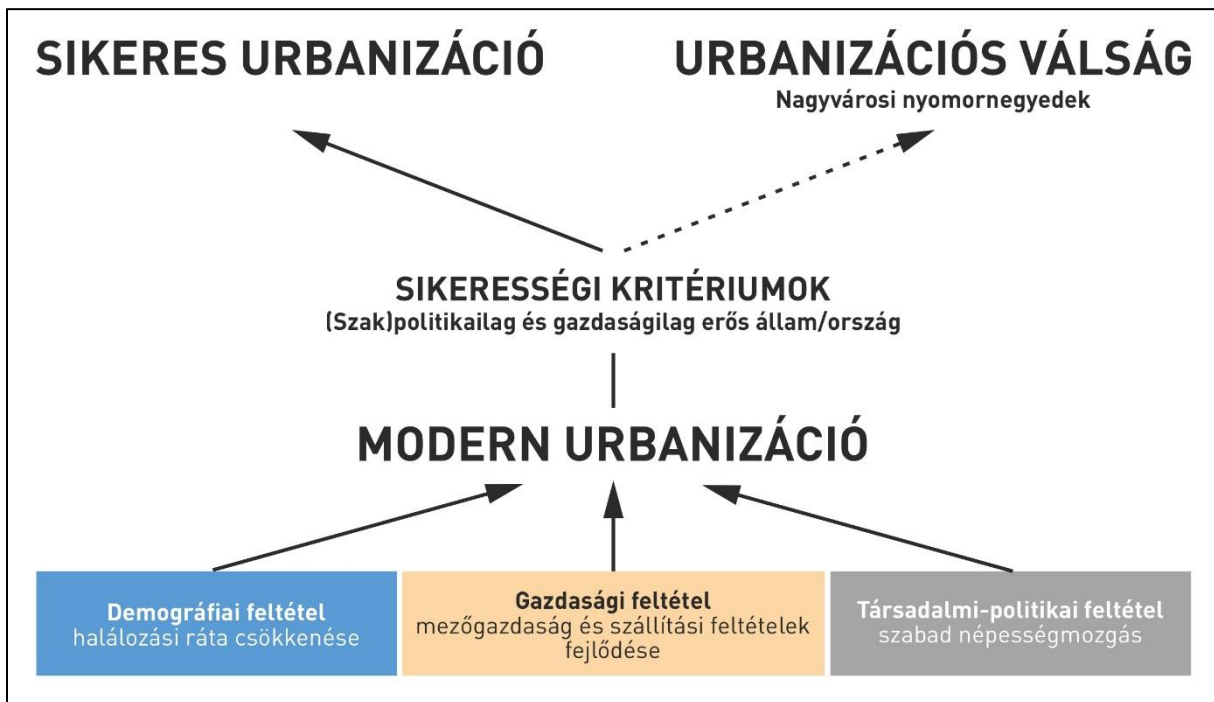 SIKERES URBANIZÁCIÓ
URBANIZÁCIÓS VÁLSÁG
Nagyvárosi nyomornegyedek
SIKERESSÉGI KRITÉRIUMOK
(Szak)politikailag és gazdaságilag erős állam/ország
MODERN URBANIZÁCIÓ
Demográfiai feltétel
halálozási ráta csökkenése
Gazdasági feltétel
mezőgazdaság és szállítási feltételek
fejlődése
Társadalmi-politikai feltétel
szabad népességmozgás